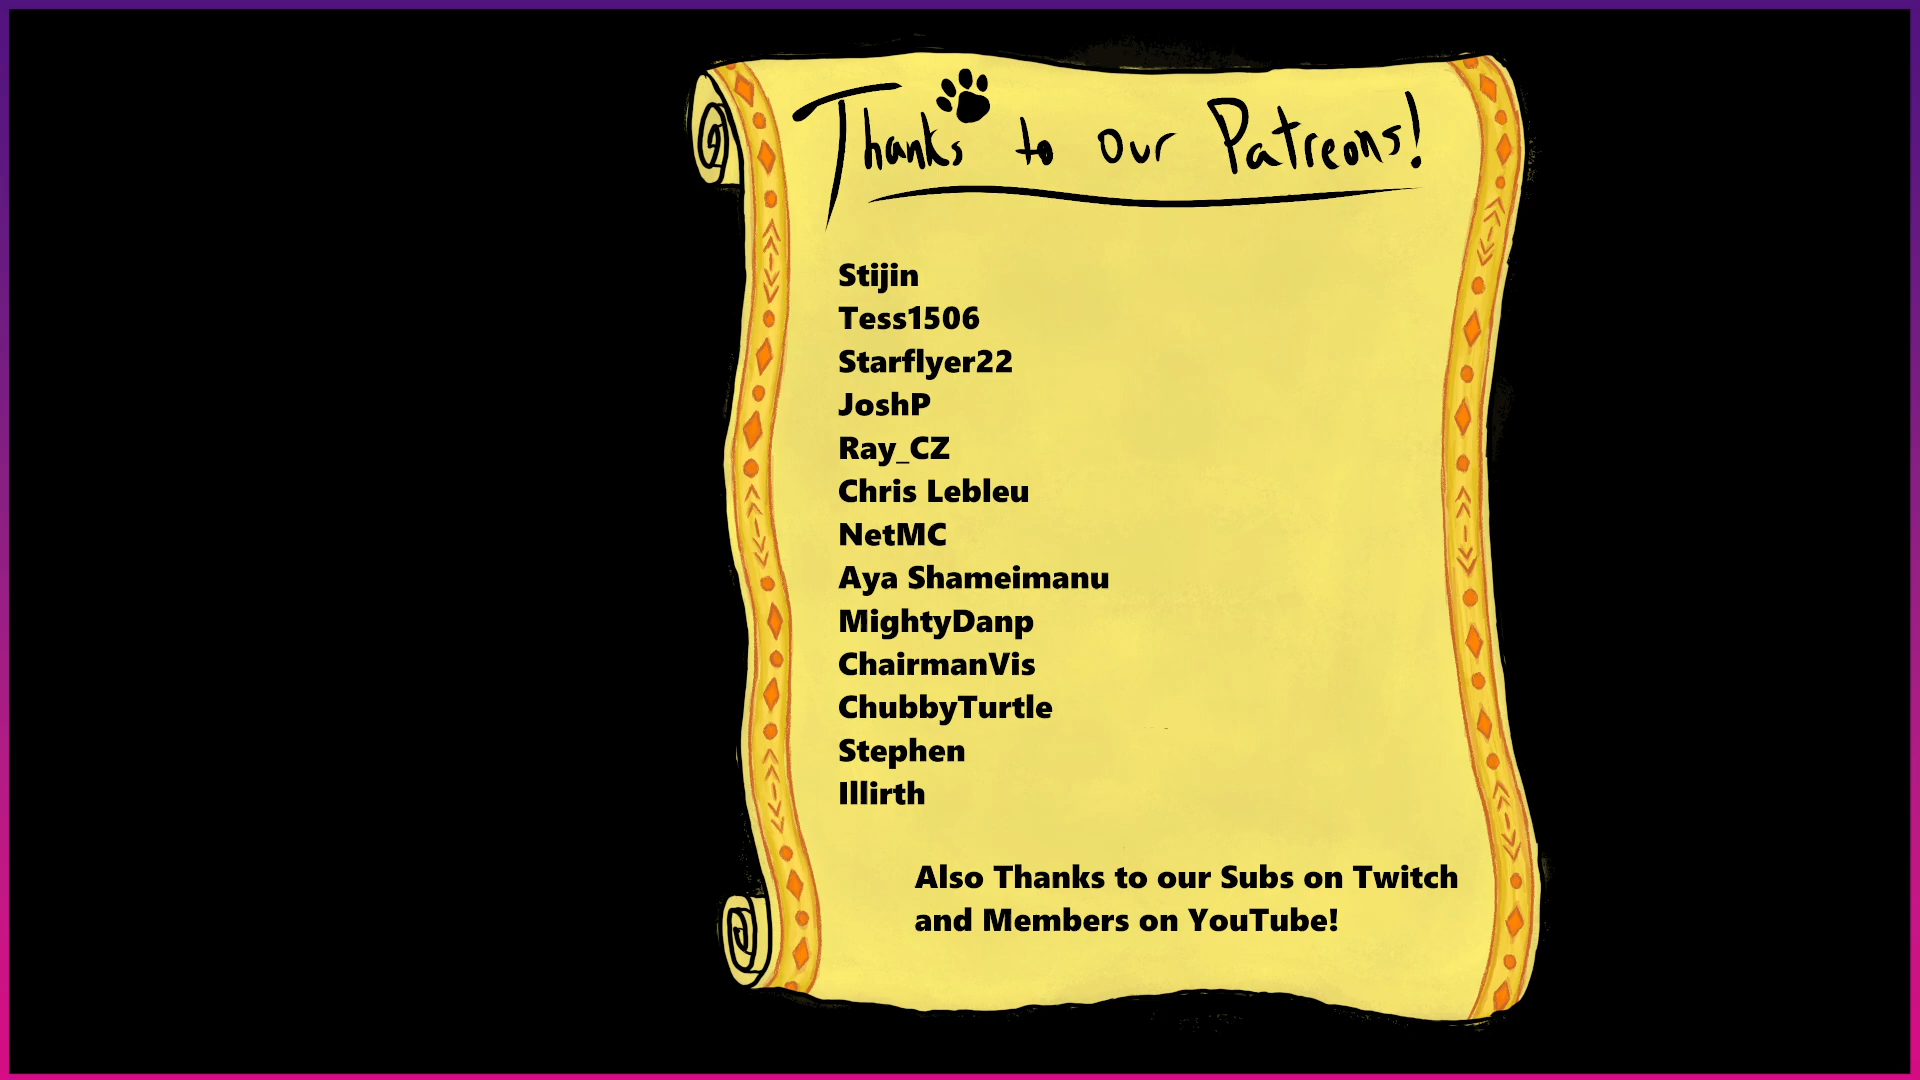 Thanks to our Patreons!
Stijin
Tess1506
Starflyer22
JoshP
Ray_CZ
Chris Lebleu
NetMC
Aya Shameimanu
MightyDanp
ChairmanVis
ChubbyTurtle
Stephen
Illirth
Also Thanks to our Subs on Twitch
and Members on YouTube!